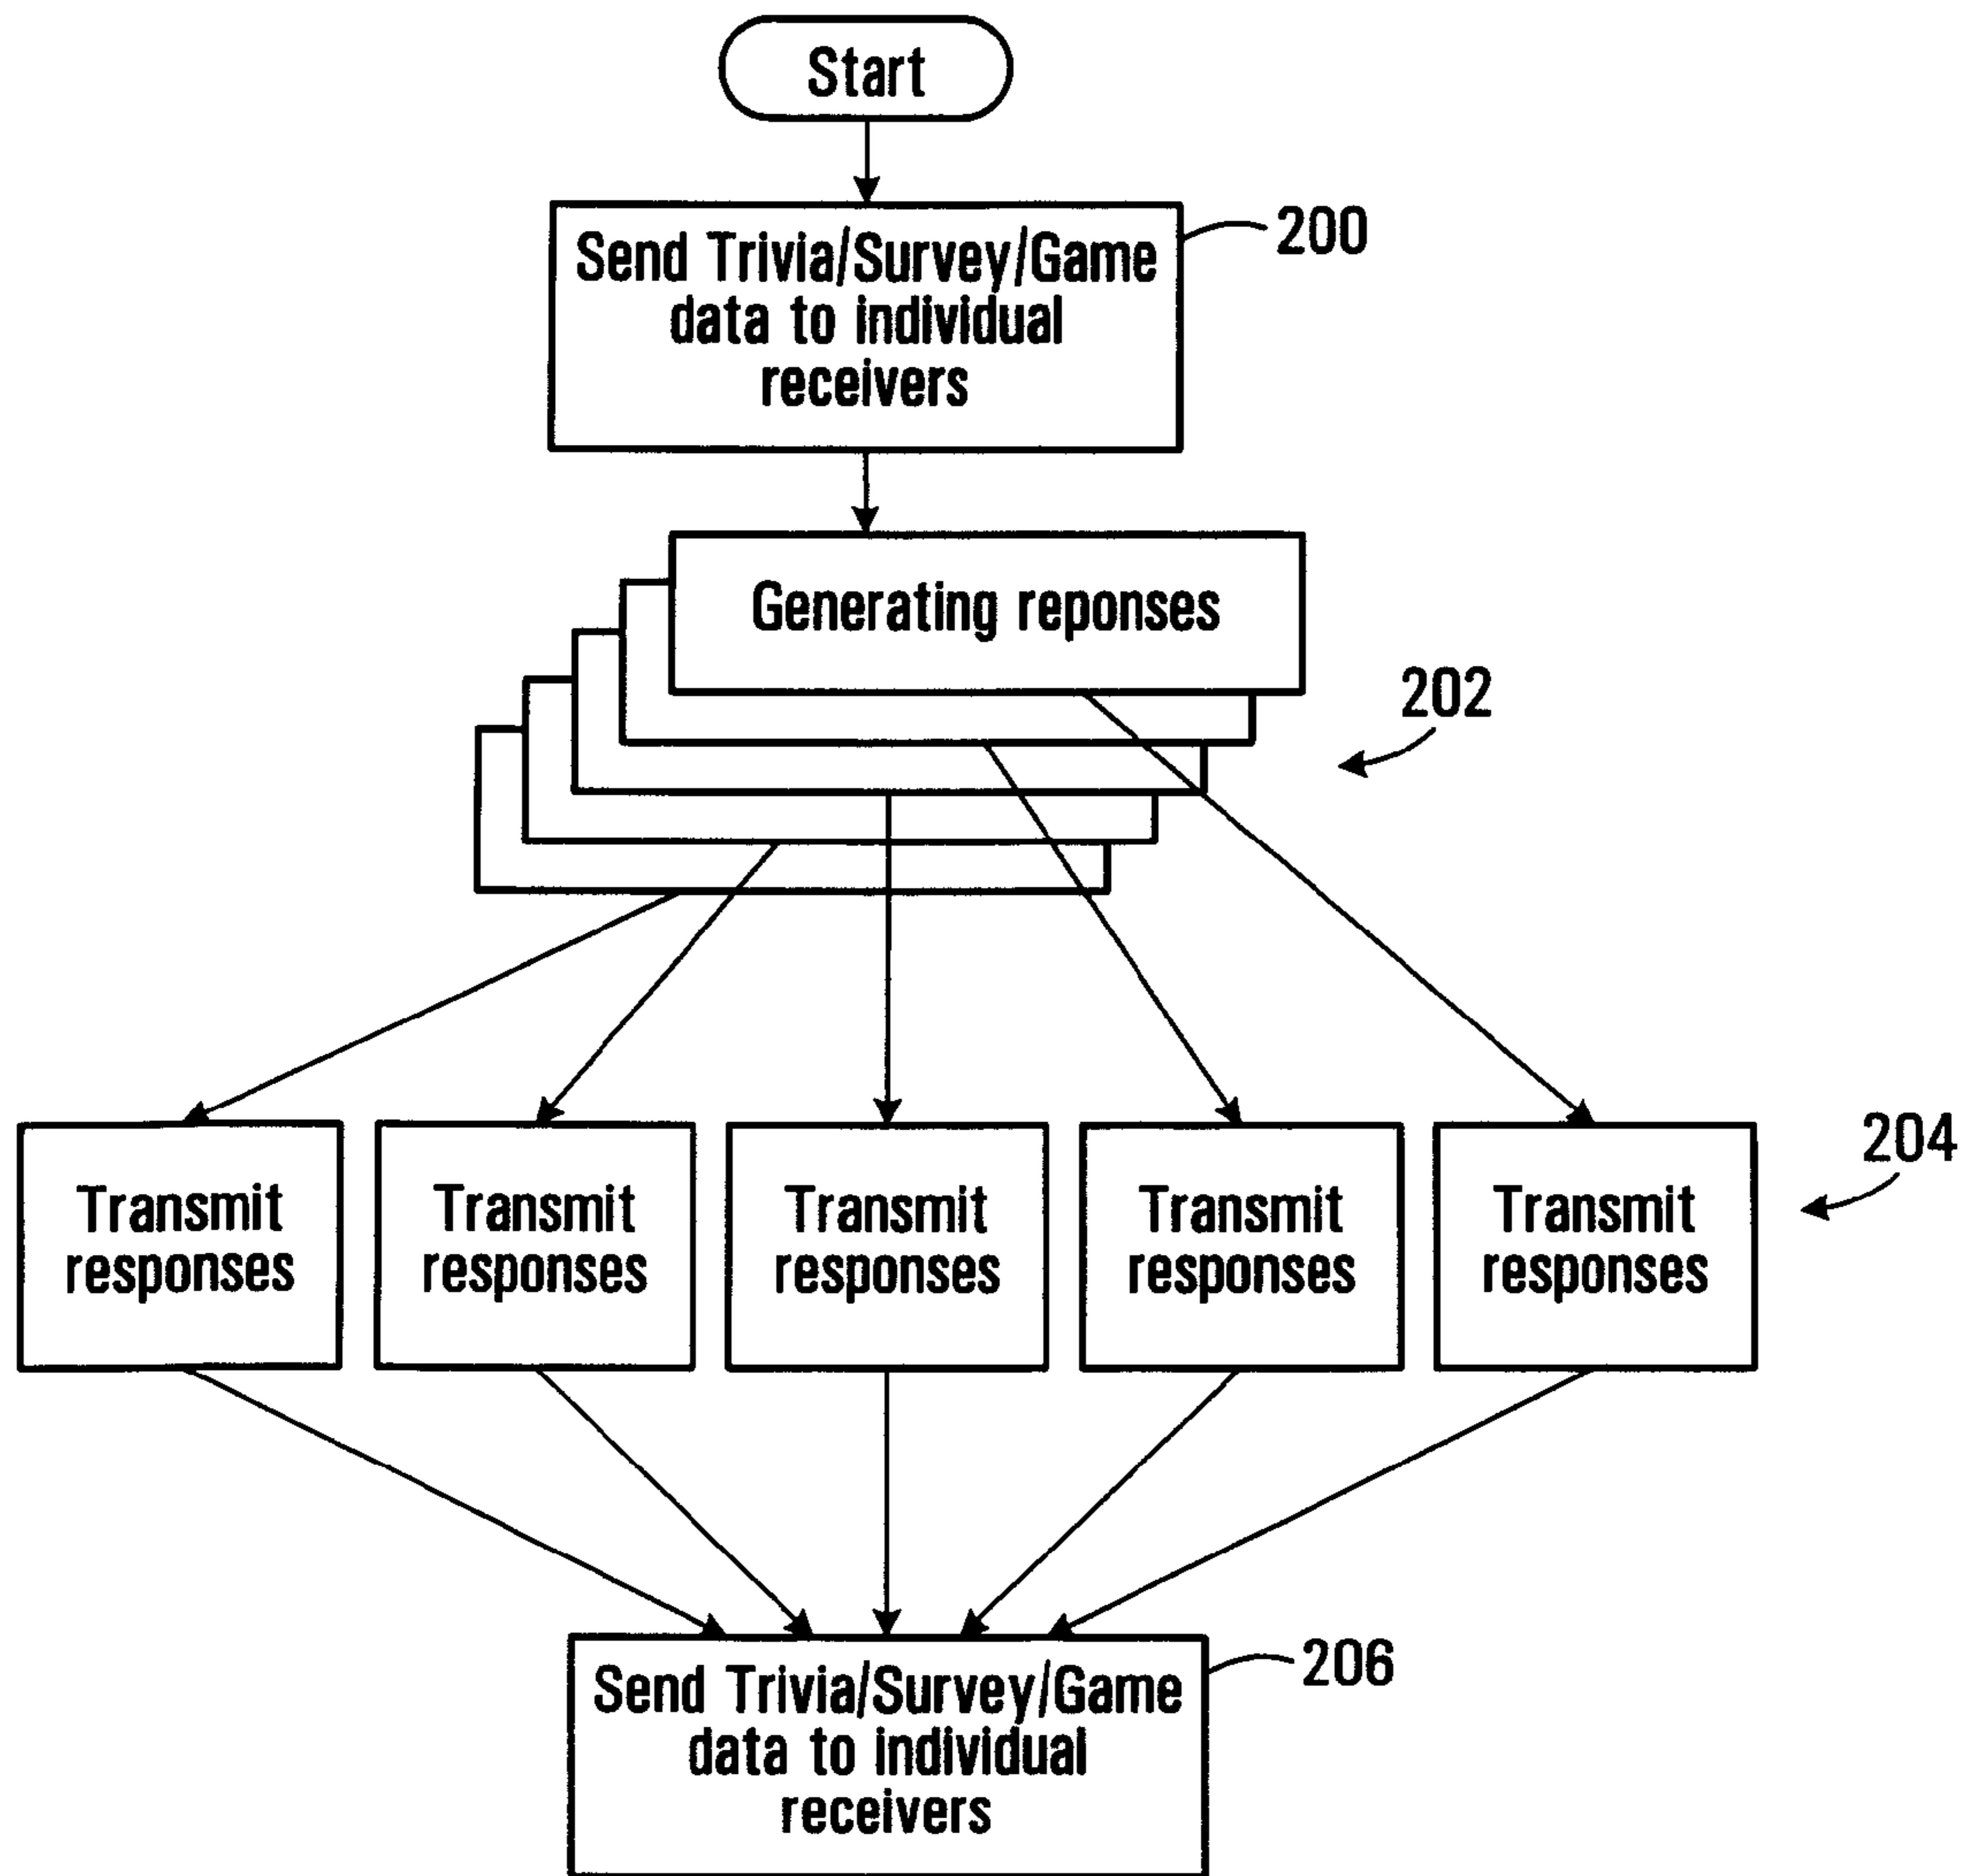 Start
Send Trivia/Survey/Game
data to individual
receivers
200
Generating reponses
202
204
Transmit
responses
Transmit
responses
Transmit
responses
Transmit
responses
Transmit
responses
Send Trivia/Survey/Game
data to individual
receivers
206